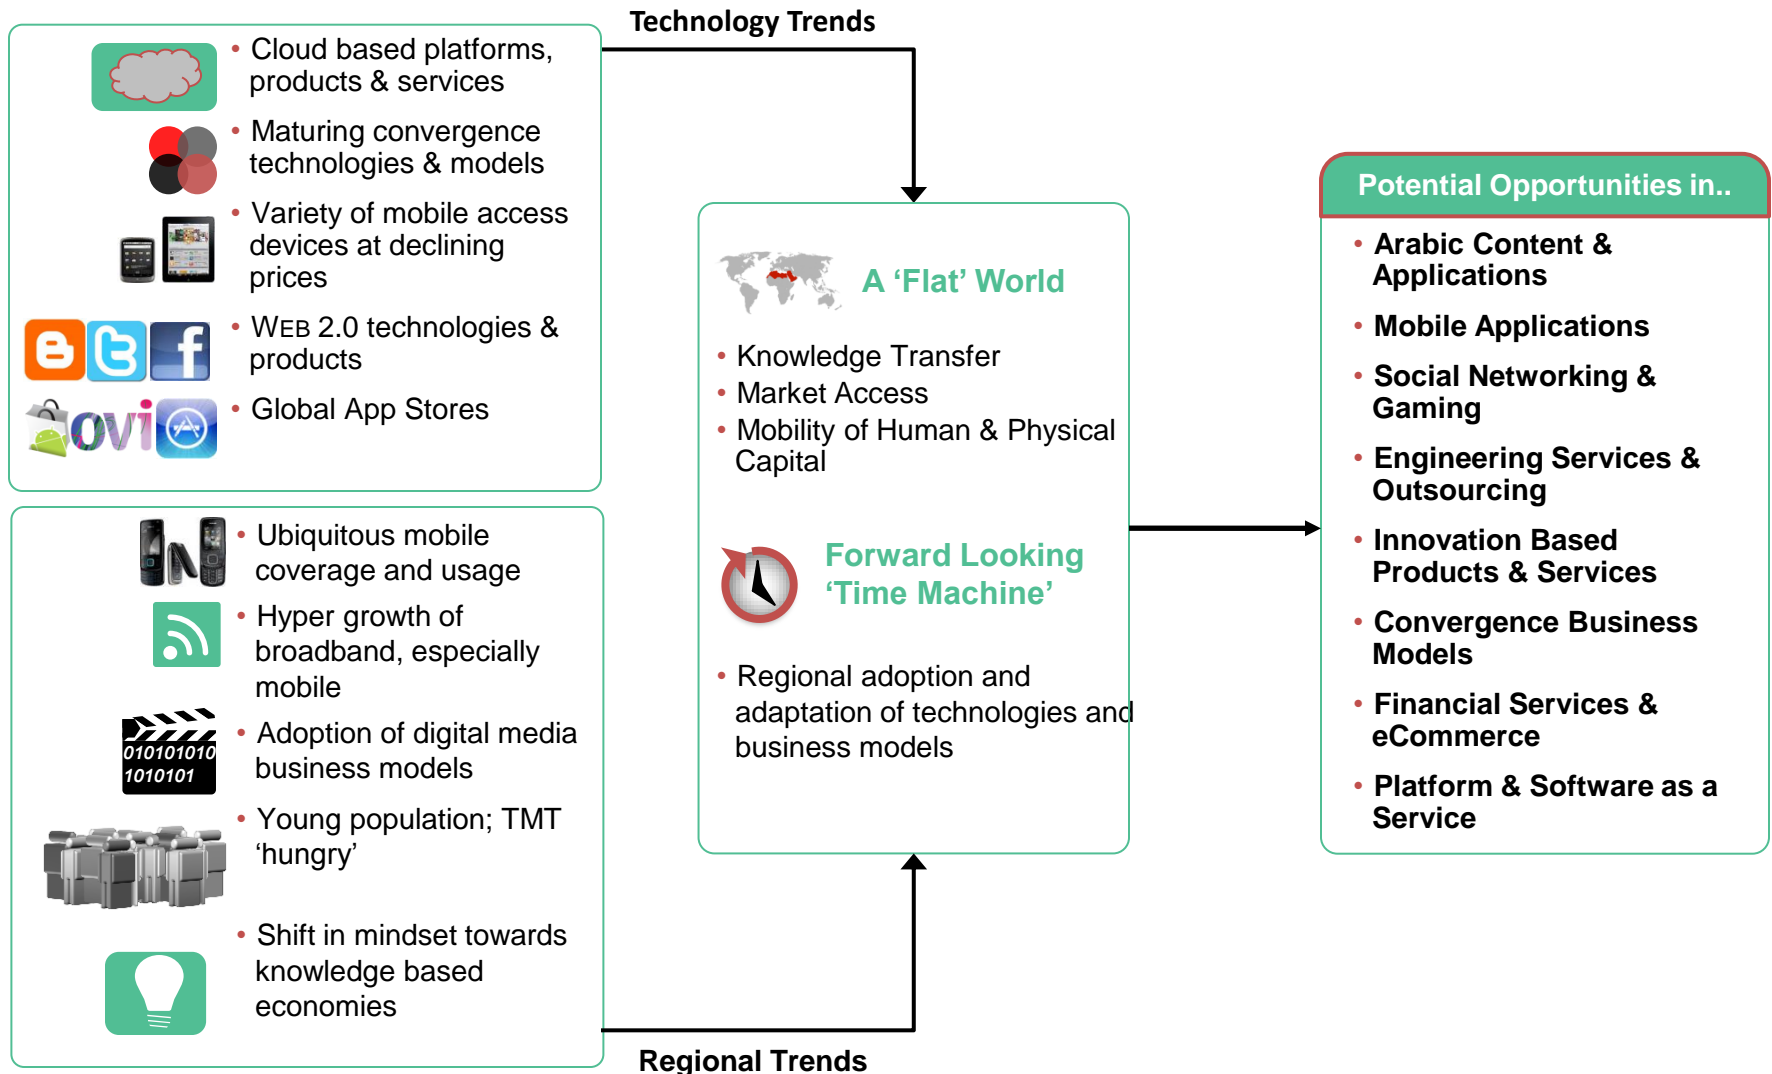 Technology Trends
• Cloud based platforms,
products & services
• Maturing convergence
technologies & models
• Variety of mobile access
devices at declining
prices
• WEB 2.0 technologies &
products
ovi
• Global App Stores
• Ubiquitous mobile
coverage and usage
• Hyper growth of
broadband, especially
mobile
010101010
1010101
• Adoption of digital media
business models
• Young population; TMT
‘hungry’
• Shift in mindset towards
knowledge based
economies
Regional Trends
A ‘Flat’ World
• Knowledge Transfer
• Market Access
• Mobility of Human & Physical
Capital
Forward Looking
‘Time Machine’
• Regional adoption and
adaptation of technologies and
business models
Potential Opportunities in..
• Arabic Content &
Applications
• Mobile Applications
• Social Networking &
Gaming
• Engineering Services &
Outsourcing
• Innovation Based
Products & Services
• Convergence Business
Models
• Financial Services &
eCommerce
• Platform & Software as a
Service